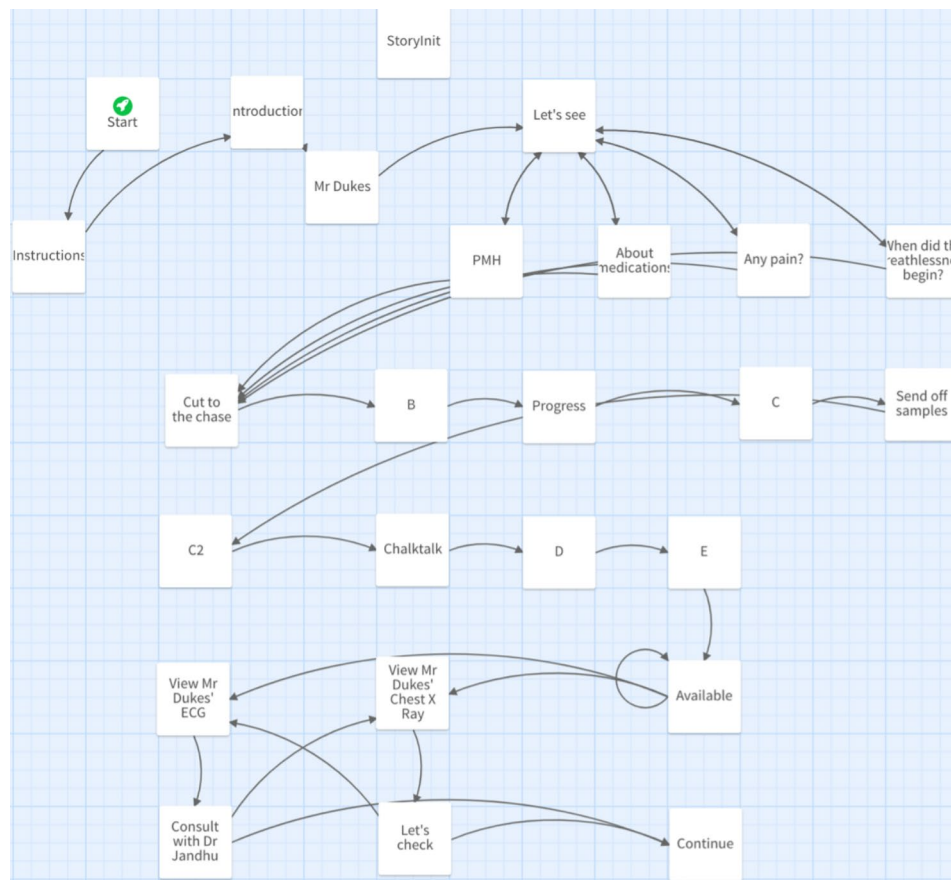 StoryInit
Start
ntroduction
Let's see
Mr Dukes
Instructions
PMH
About
medications
Any pain?
When did th
reathlessne
begin?
Cut to
the chase
B
Progress
C
Send off
samples
C2
Chalktalk
D
E
View Mr
Dukes'
ECG
View Mr
Dukes'
Chest X
Ray
Available
Consult
with Dr
Jandhu
Let's
check
Continue